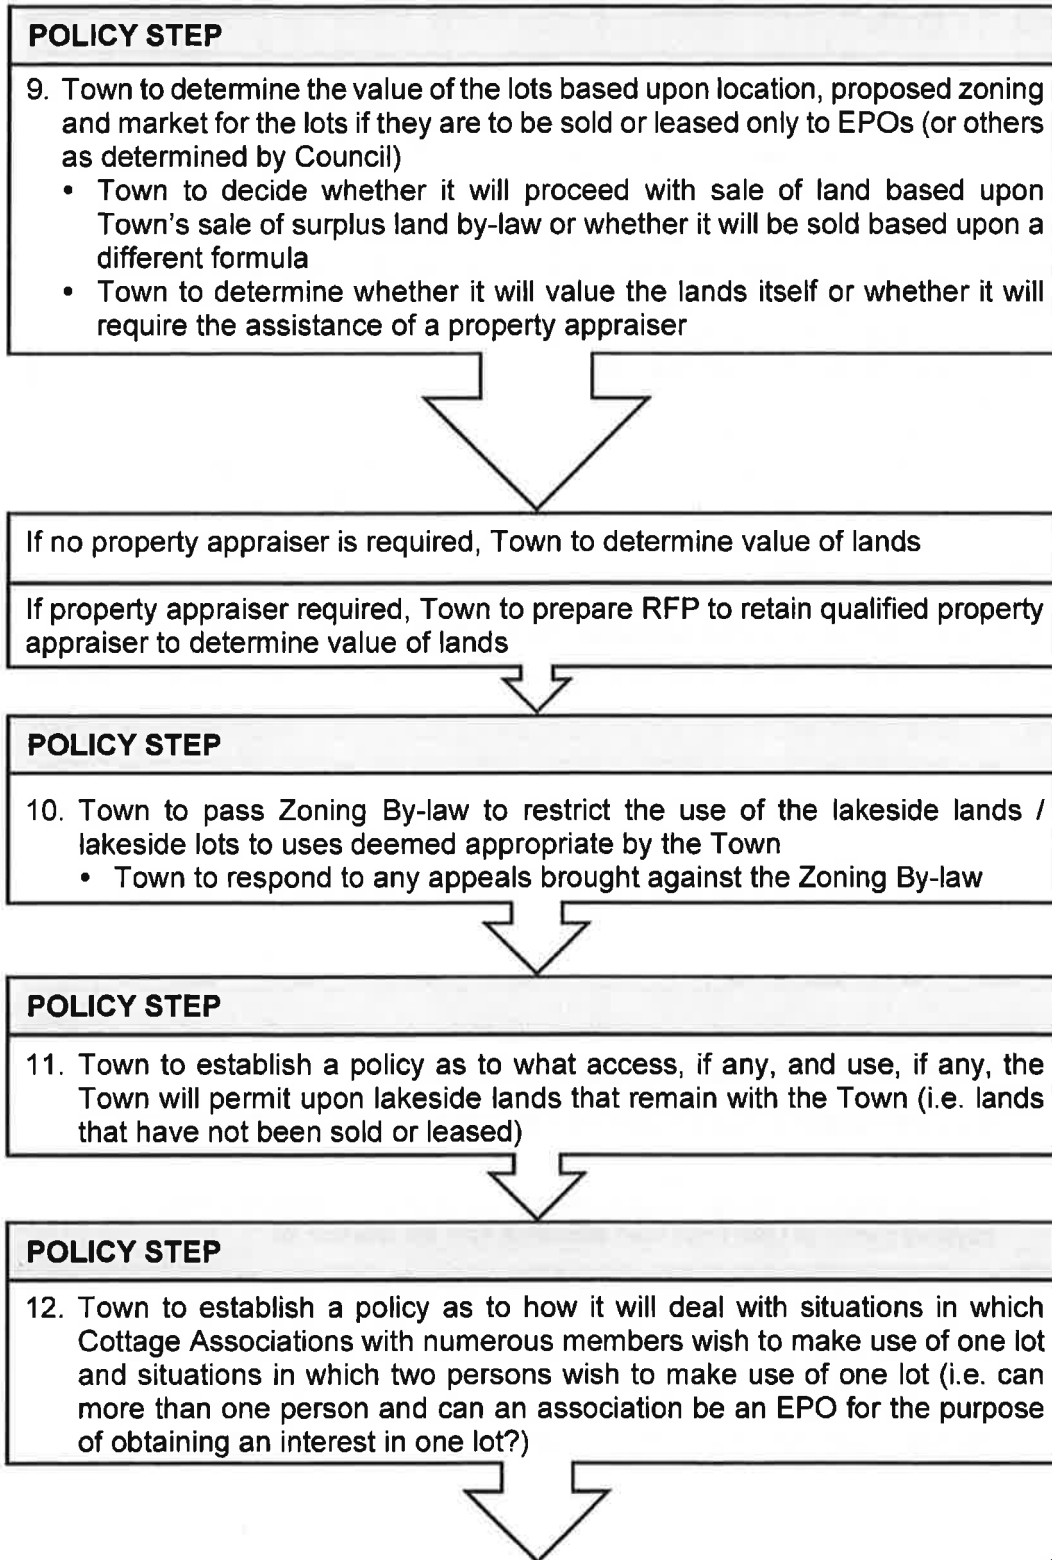 POLICY STEP
9. Town to determine the value of the lots based upon location, proposed zoning
and market for the lots if they are to be sold or leased only to EPOs (or others
as determined by Council)
• Town to decide whether it will proceed with sale of land based upon
Town's sale of surplus land by-law or whether it will be sold based upon a
different formula
• Town to determine whether it will value the lands itself or whether it will
require the assistance of a property appraiser
If no property appraiser is required, Town to determine value of lands
If property appraiser required, Town to prepare RFP to retain qualified property
appraiser to determine value of lands
POLICY STEP
10. Town to pass Zoning By-law to restrict the use of the lakeside lands /
lakeside lots to uses deemed appropriate by the Town
• Town to respond to any appeals brought against the Zoning By-law
POLICY STEP
11. Town to establish a policy as to what access, if any, and use, if any, the
Town will permit upon lakeside lands that remain with the Town (i.e. lands
that have not been sold or leased)
POLICY STEP
12. Town to establish a policy as to how it will deal with situations in which
Cottage Associations with numerous members wish to make use of one lot
and situations in which two persons wish to make use of one lot (i.e. can
more than one person and can an association be an EPO for the purpose
of obtaining an interest in one lot?)